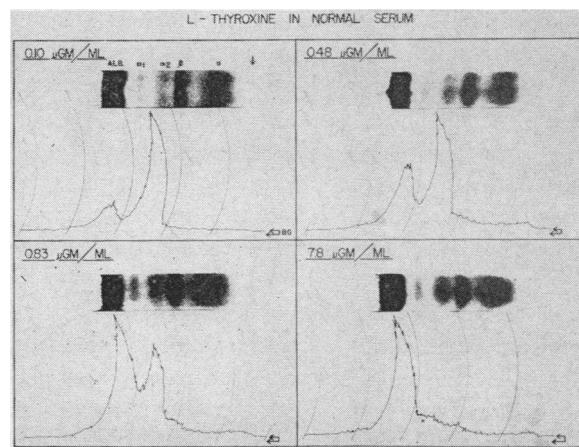 L-THYROXINE IN NORMAL SERUM
0.10 μGM/ML
ALB. α1 α2 β
0.48 μGM/ML
BG
0.83 μGM/ML
7.8 μGM/ML